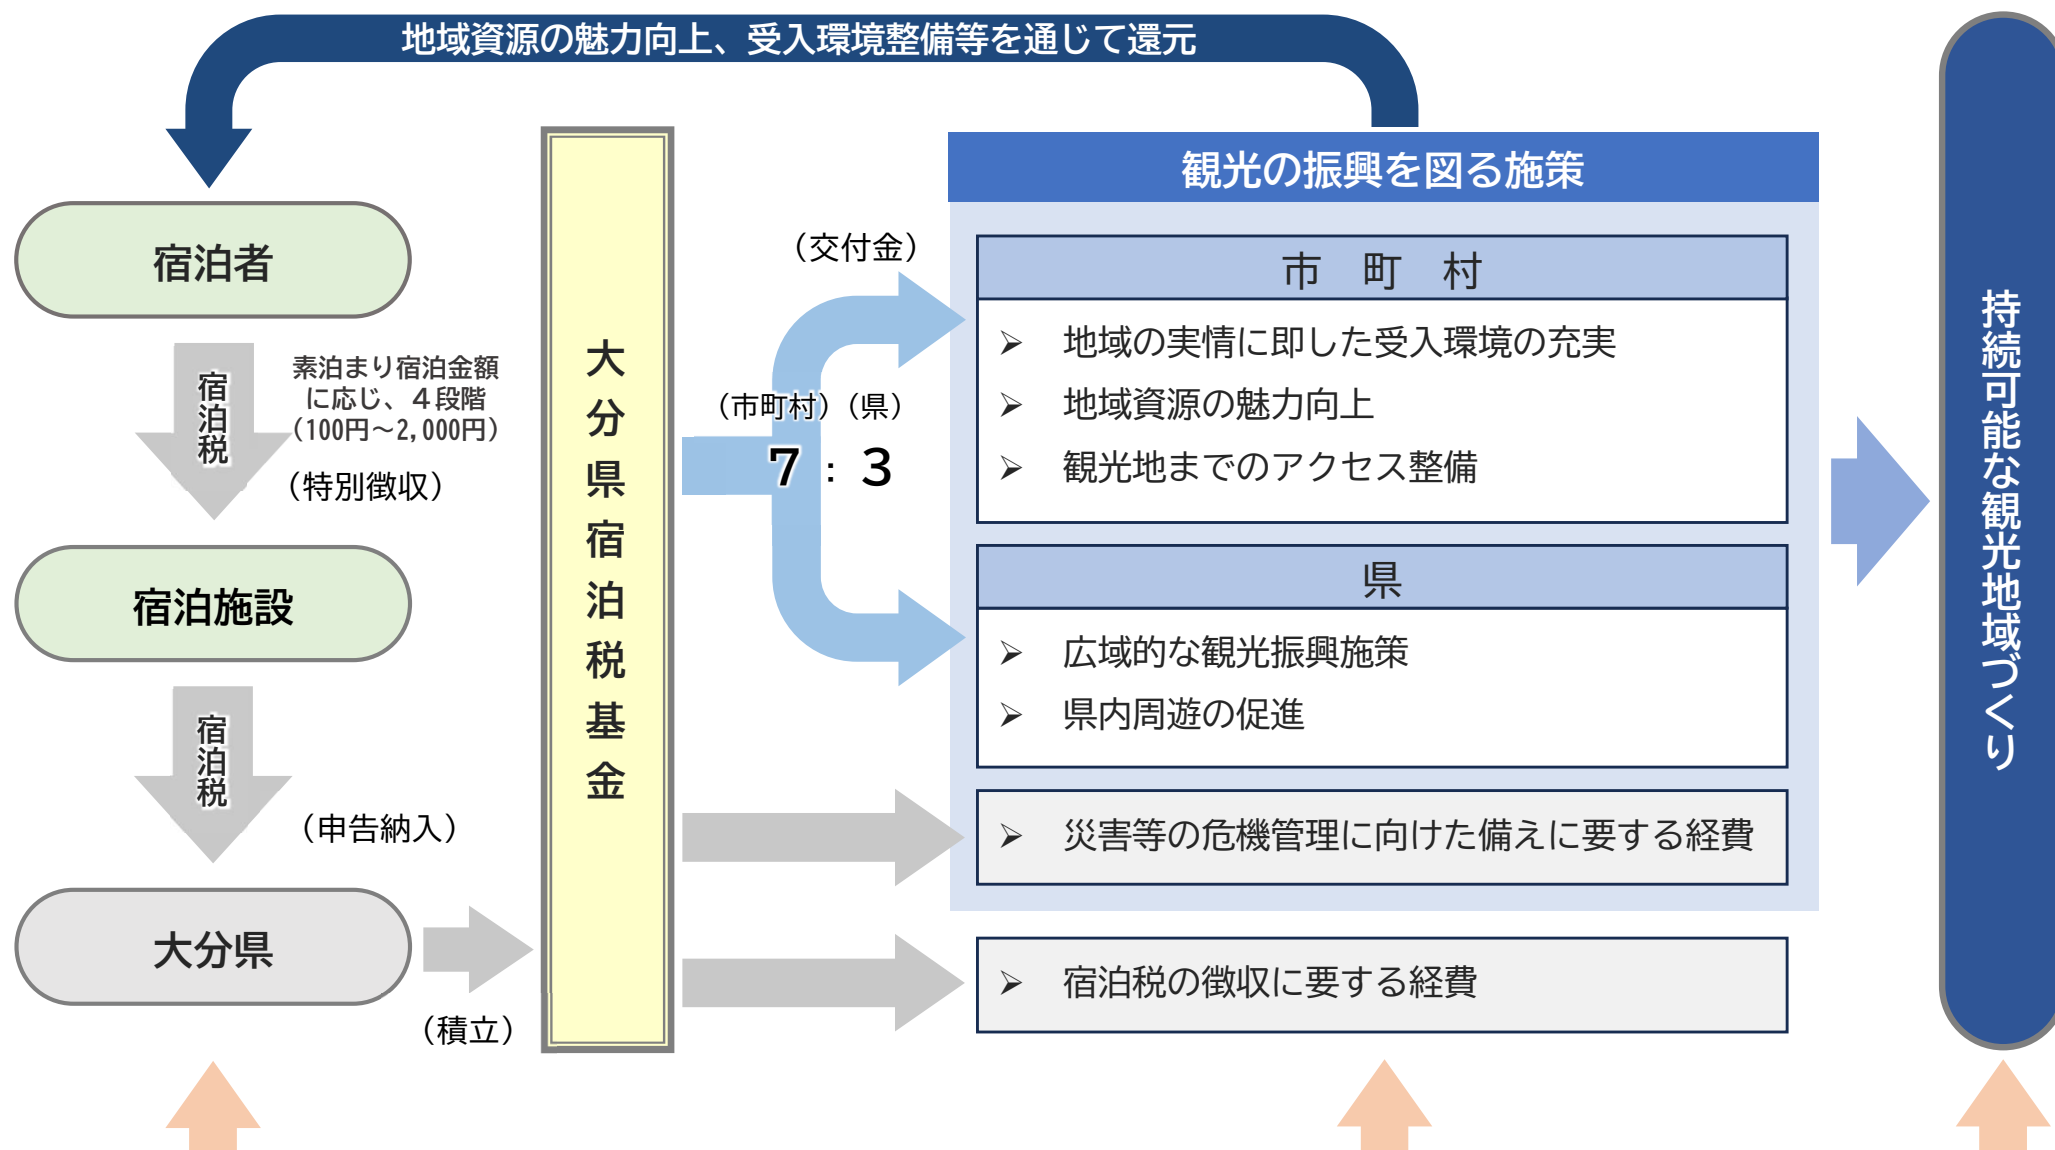 地域資源の魅力向上、受入環境整備等を通じて還元
宿泊者
宿泊税
素泊まり宿泊金額
に応じ、４段階
（100円～2,000円）
（特別徴収）
宿泊施設
宿泊税
（申告納入）
大分県
（積立）
大分県宿泊税基金
（交付金）
（市町村）（県）
７：３
観光の振興を図る施策
市　町　村
➢ 地域の実情に即した受入環境の充実
➢ 地域資源の魅力向上
➢ 観光地までのアクセス整備
県
➢ 広域的な観光振興施策
➢ 県内周遊の促進
➢ 災害等の危機管理に向けた備えに要する経費
➢ 宿泊税の徴収に要する経費
持続可能な観光地域づくり